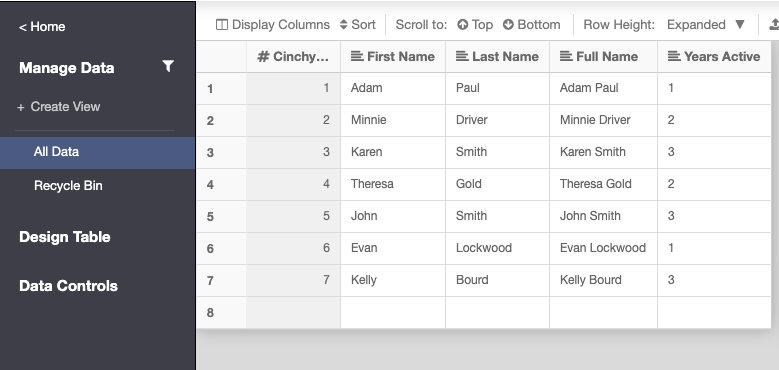 < Home
Manage Data
+ Create View
All Data
Recycle Bin
Design Table
Data Controls
Display Columns Sort Scroll to: Top Bottom Row Height: Expanded ▼
# Cinchy... First Name Last Name Full Name Years Active
1 1 Adam Paul Adam Paul 1
2 2 Minnie Driver Minnie Driver 2
3 3 Karen Smith Karen Smith 3
4 4 Theresa Gold Theresa Gold 2
5 5 John Smith John Smith 3
6 6 Evan Lockwood Evan Lockwood 1
7 7 Kelly Bourd Kelly Bourd 3
8